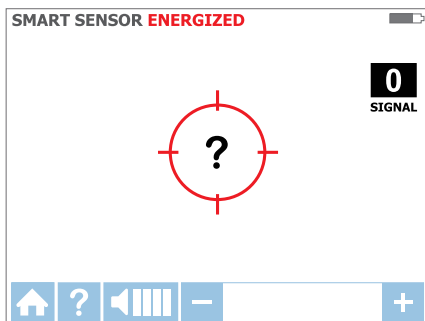 SMART SENSOR ENERGIZED
0
SIGNAL
?
?
− +